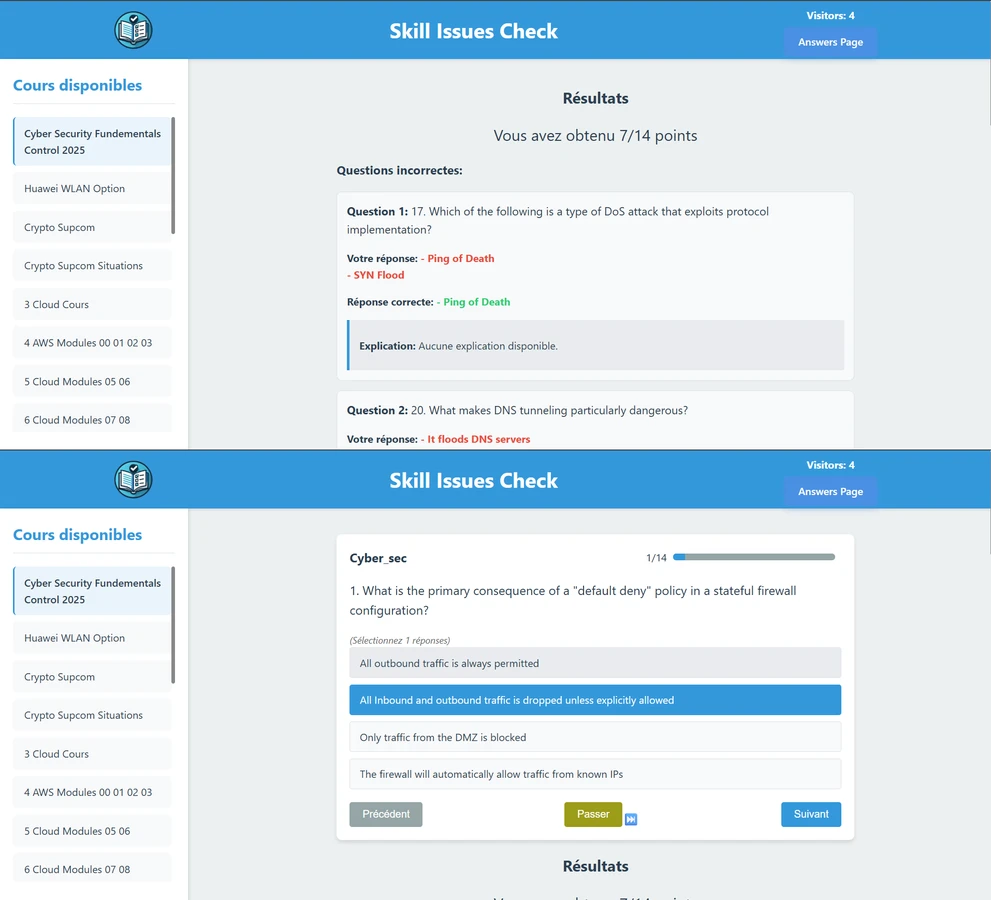 Skill Issues Check
Visitors: 4
Answers Page
Cours disponibles
Cyber Security Fundementals
Control 2025
Huawei WLAN Option
Crypto Supcom
Crypto Supcom Situations
3 Cloud Cours
4 AWS Modules 00 01 02 03
5 Cloud Modules 05 06
6 Cloud Modules 07 08
Résultats
Vous avez obtenu 7/14 points
Questions incorrectes:
Question 1: 17. Which of the following is a type of DoS attack that exploits protocol
implementation?
Votre réponse: - Ping of Death
- SYN Flood
Réponse correcte: - Ping of Death
Explication: Aucune explication disponible.
Question 2: 20. What makes DNS tunneling particularly dangerous?
Votre réponse: - It floods DNS servers
Skill Issues Check
Visitors: 4
Answers Page
Cours disponibles
Cyber Security Fundementals
Control 2025
Huawei WLAN Option
Crypto Supcom
Crypto Supcom Situations
3 Cloud Cours
4 AWS Modules 00 01 02 03
5 Cloud Modules 05 06
6 Cloud Modules 07 08
Cyber_sec
1/14
1. What is the primary consequence of a "default deny" policy in a stateful firewall
configuration?
(Sélectionnez 1 réponses)
All outbound traffic is always permitted
All Inbound and outbound traffic is dropped unless explicitly allowed
Only traffic from the DMZ is blocked
The firewall will automatically allow traffic from known IPs
Précédent
Passer
Suivant
Résultats